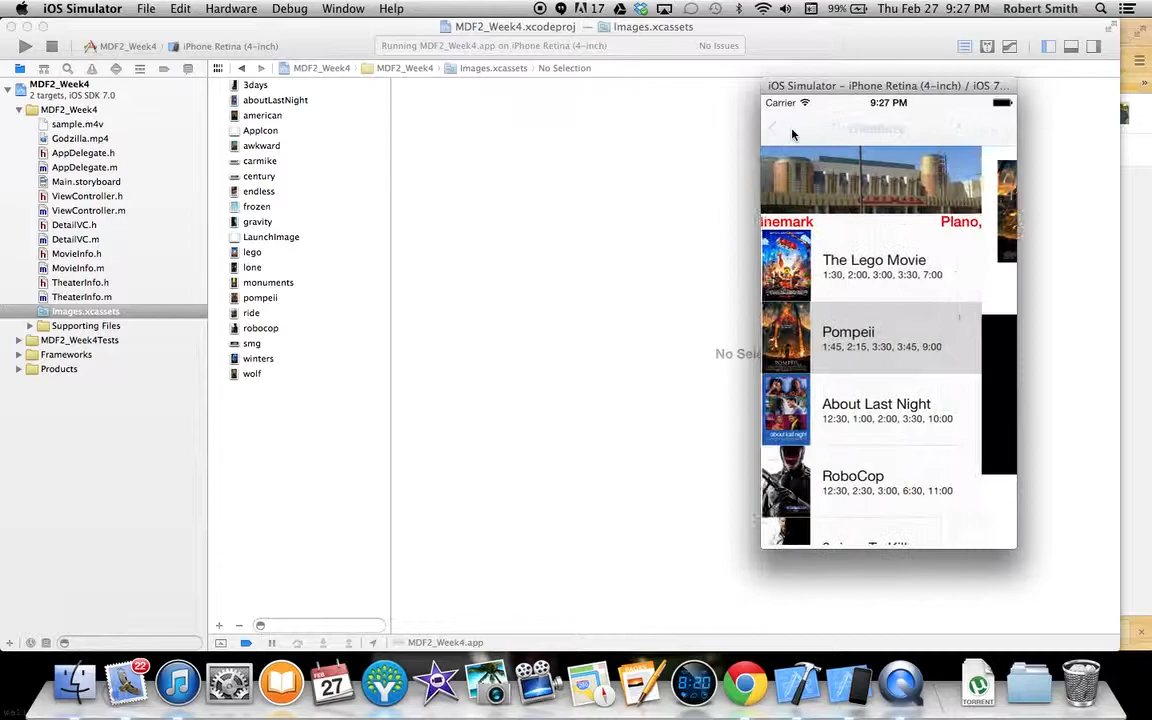 iOS Simulator File Edit Hardware Debug Window Help
17 99% Thu Feb 27 9:27 PM Robert Smith
MDF2_Week4.xcodeproj — Images.xcassets
MDF2_Week4 iPhone Retina (4-inch)
Running MDF2_Week4.app on iPhone Retina (4-inch) No Issues
MDF2_Week4 MDF2_Week4 Images.xcassets No Selection
MDF2_Week4
2 targets, iOS SDK 7.0
MDF2_Week4
sample.m4v
Godzilla.mp4
AppDelegate.h
AppDelegate.m
Main.storyboard
ViewController.h
ViewController.m
DetailVC.h
DetailVC.m
MovieInfo.h
MovieInfo.m
TheaterInfo.h
TheaterInfo.m
Images.xcassets
Supporting Files
MDF2_Week4Tests
Frameworks
Products
3days
aboutLastNight
american
AppIcon
awkward
carmike
century
endless
frozen
gravity
LaunchImage
lego
lone
monuments
pompeii
ride
robocop
smg
winters
wolf
No Sele
iOS Simulator – iPhone Retina (4-inch) / iOS 7...
Carrier 9:27 PM
inemark Plano,
The Lego Movie
1:30, 2:00, 3:00, 3:30, 7:00
Pompeii
1:45, 2:15, 3:30, 3:45, 9:00
About Last Night
12:30, 1:00, 2:00, 3:30, 10:00
RoboCop
12:30, 2:30, 3:00, 6:30, 11:00
MDF2_Week4.app
22
FEB
27
8:20
TORRENT